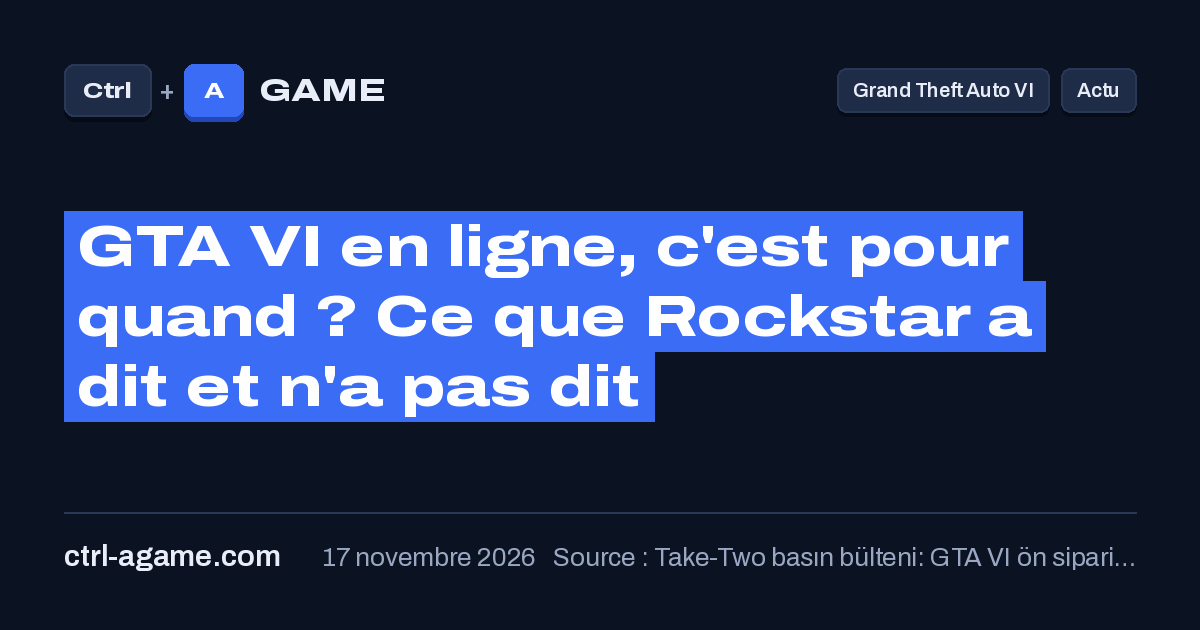 Ctrl + A GAME
Grand Theft Auto VI
Actu
GTA VI en ligne, c'est pour
quand ? Ce que Rockstar a
dit et n'a pas dit
ctrl-agame.com
17 novembre 2026
Source : Take-Two basın bülteni: GTA VI ön sipari…